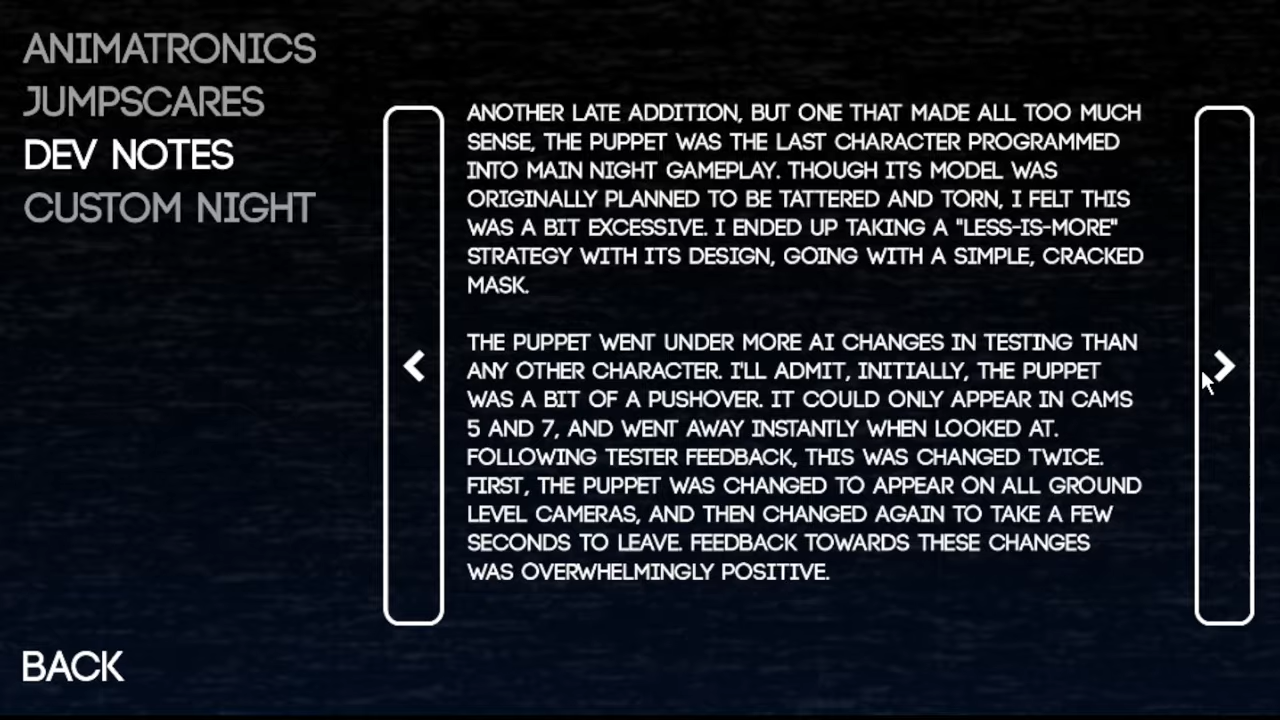 ANIMATRONICS
JUMPSCARES
DEV NOTES
CUSTOM NIGHT
ANOTHER LATE ADDITION, BUT ONE THAT MADE ALL TOO MUCH
SENSE, THE PUPPET WAS THE LAST CHARACTER PROGRAMMED
INTO MAIN NIGHT GAMEPLAY. THOUGH ITS MODEL WAS
ORIGINALLY PLANNED TO BE TATTERED AND TORN, I FELT THIS
WAS A BIT EXCESSIVE. I ENDED UP TAKING A "LESS-IS-MORE"
STRATEGY WITH ITS DESIGN, GOING WITH A SIMPLE, CRACKED
MASK.
THE PUPPET WENT UNDER MORE AI CHANGES IN TESTING THAN
ANY OTHER CHARACTER. I'LL ADMIT, INITIALLY, THE PUPPET
WAS A BIT OF A PUSHOVER. IT COULD ONLY APPEAR IN CAMS
5 AND 7, AND WENT AWAY INSTANTLY WHEN LOOKED AT.
FOLLOWING TESTER FEEDBACK, THIS WAS CHANGED TWICE.
FIRST, THE PUPPET WAS CHANGED TO APPEAR ON ALL GROUND
LEVEL CAMERAS, AND THEN CHANGED AGAIN TO TAKE A FEW
SECONDS TO LEAVE. FEEDBACK TOWARDS THESE CHANGES
WAS OVERWHELMINGLY POSITIVE.
BACK